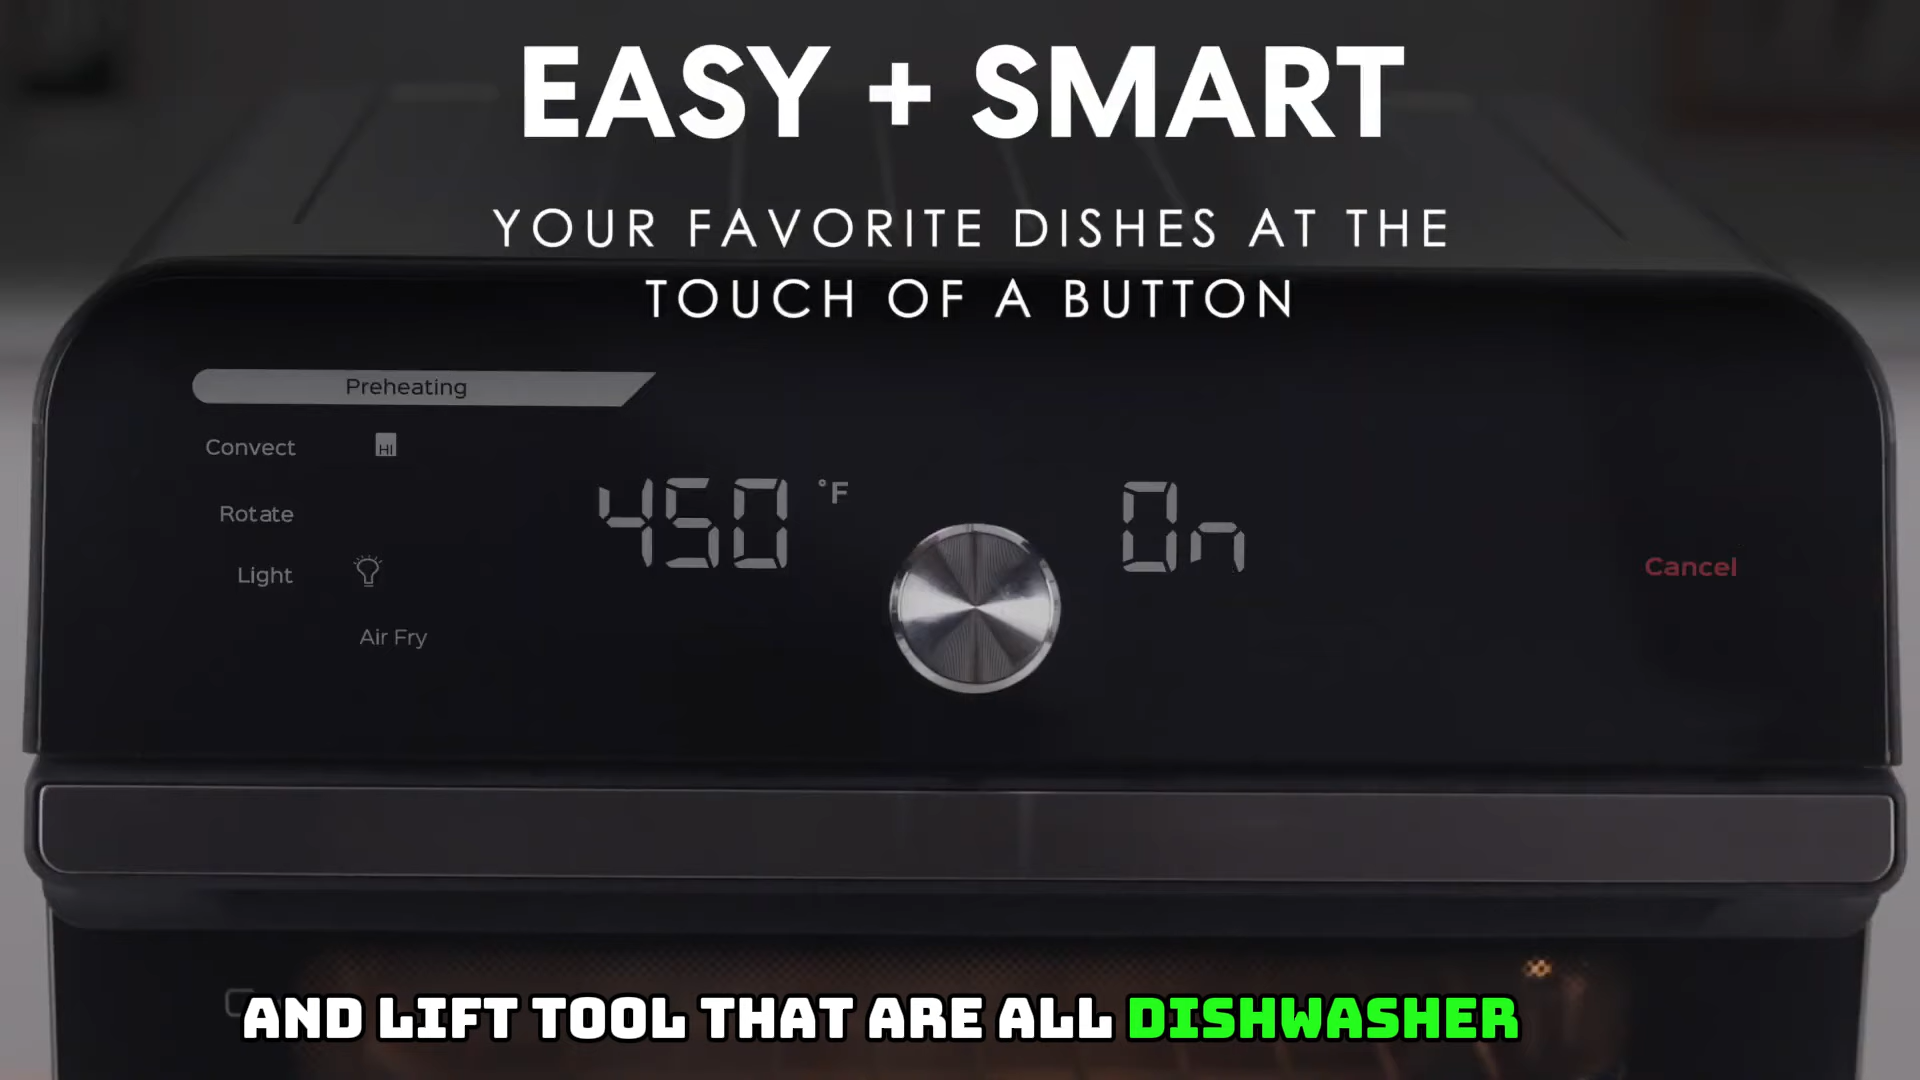 EASY + SMART
YOUR FAVORITE DISHES AT THE
TOUCH OF A BUTTON
Preheating
Convect HI
Rotate
Light
Air Fry
450 °F
On
Cancel
AND LIFT TOOL THAT ARE ALL DISHWASHER